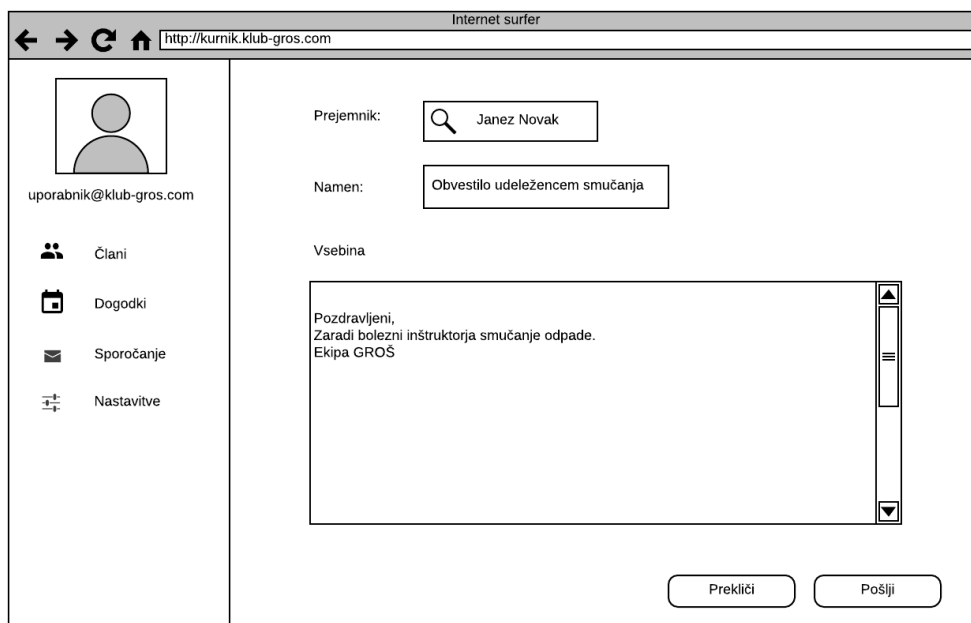 Internet surfer
http://kurnik.klub-gros.com
uporabnik@klub-gros.com
Člani
Dogodki
Sporočanje
Nastavitve
Prejemnik:
Janez Novak
Namen:
Obvestilo udeležencem smučanja
Vsebina
Pozdravljeni,
Zaradi bolezni inštruktorja smučanje odpade.
Ekipa GROŠ
Prekliči
Pošlji